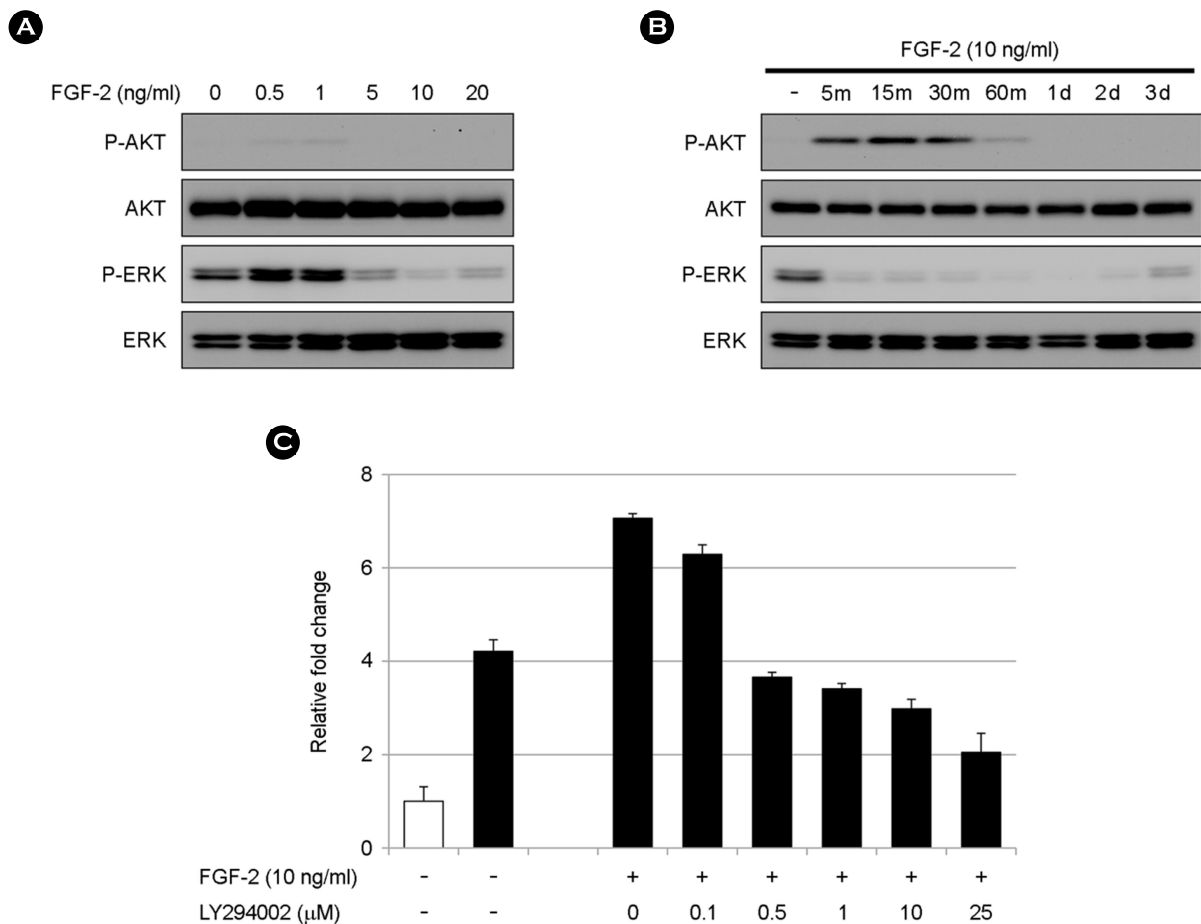 A
FGF-2 (ng/ml) 0 0.5 1 5 10 20
P-AKT
AKT
P-ERK
ERK
B
FGF-2 (10 ng/ml)
- 5m 15m 30m 60m 1d 2d 3d
P-AKT
AKT
P-ERK
ERK
C
Relative fold change
8
6
4
2
0
FGF-2 (10 ng/ml) - - + + + + + +
LY294002 (μM) - - 0 0.1 0.5 1 10 25